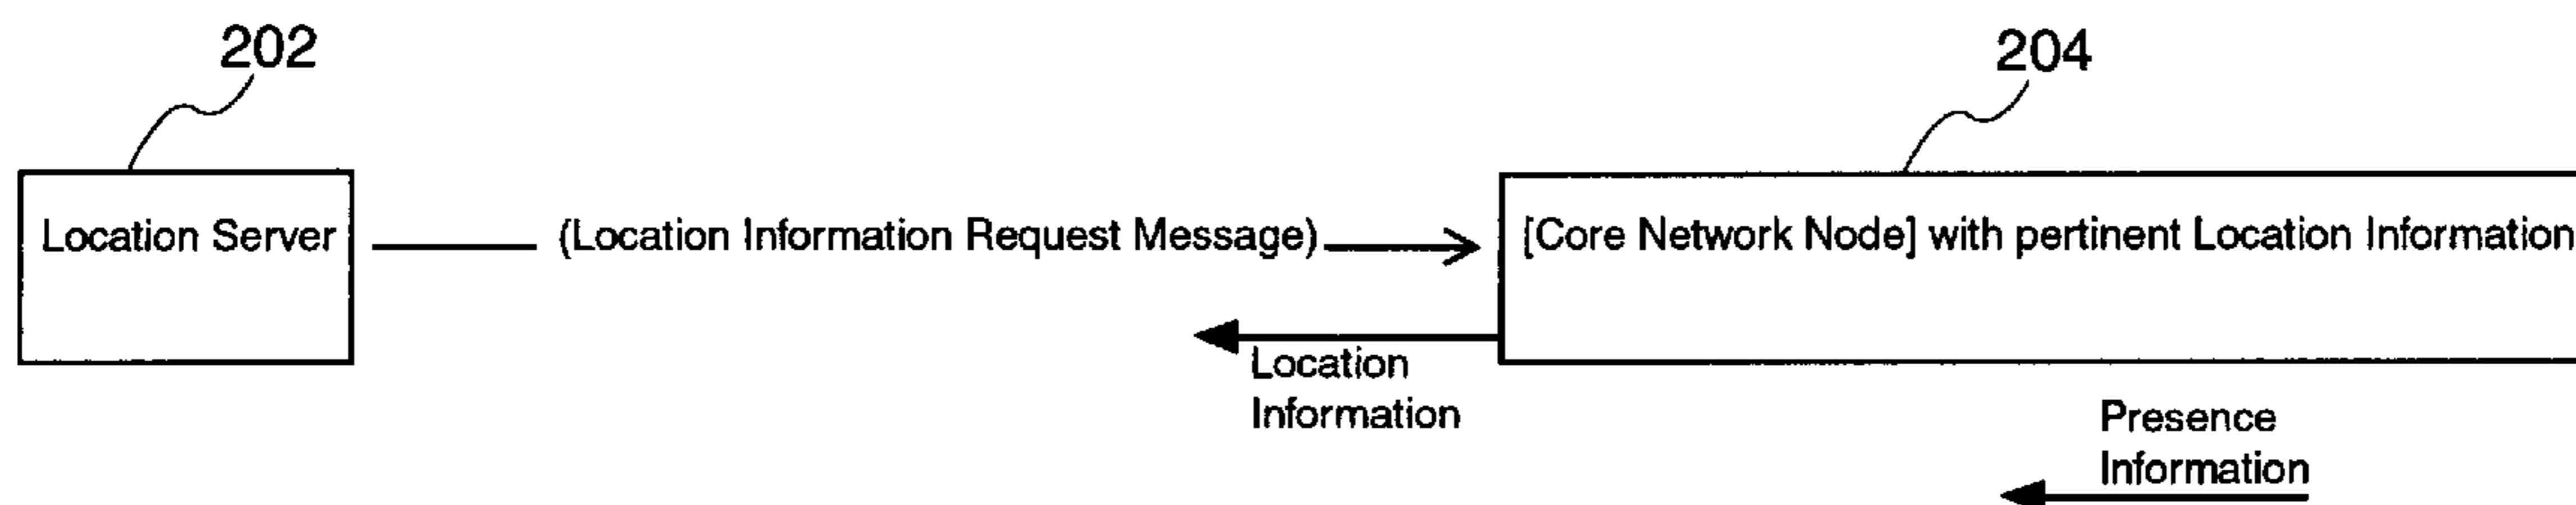 202
204
Location Server
(Location Information Request Message)
[Core Network Node] with pertinent Location Information
Location
Information
Presence
Information